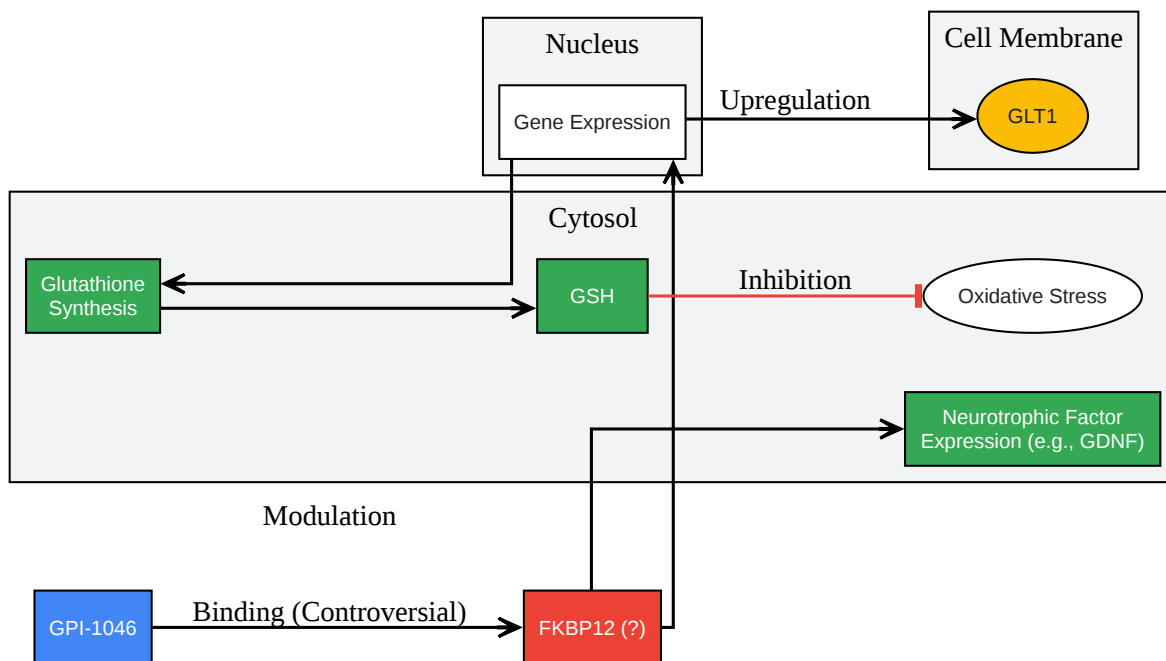 Nucleus
Cell Membrane
Gene Expression
Upregulation
GLT1
Cytosol
Glutathione
Synthesis
GSH
Inhibition
Oxidative Stress
Neurotrophic Factor
Expression (e.g., GDNF)
Modulation
GPI-1046
Binding (Controversial)
FKBP12 (?)